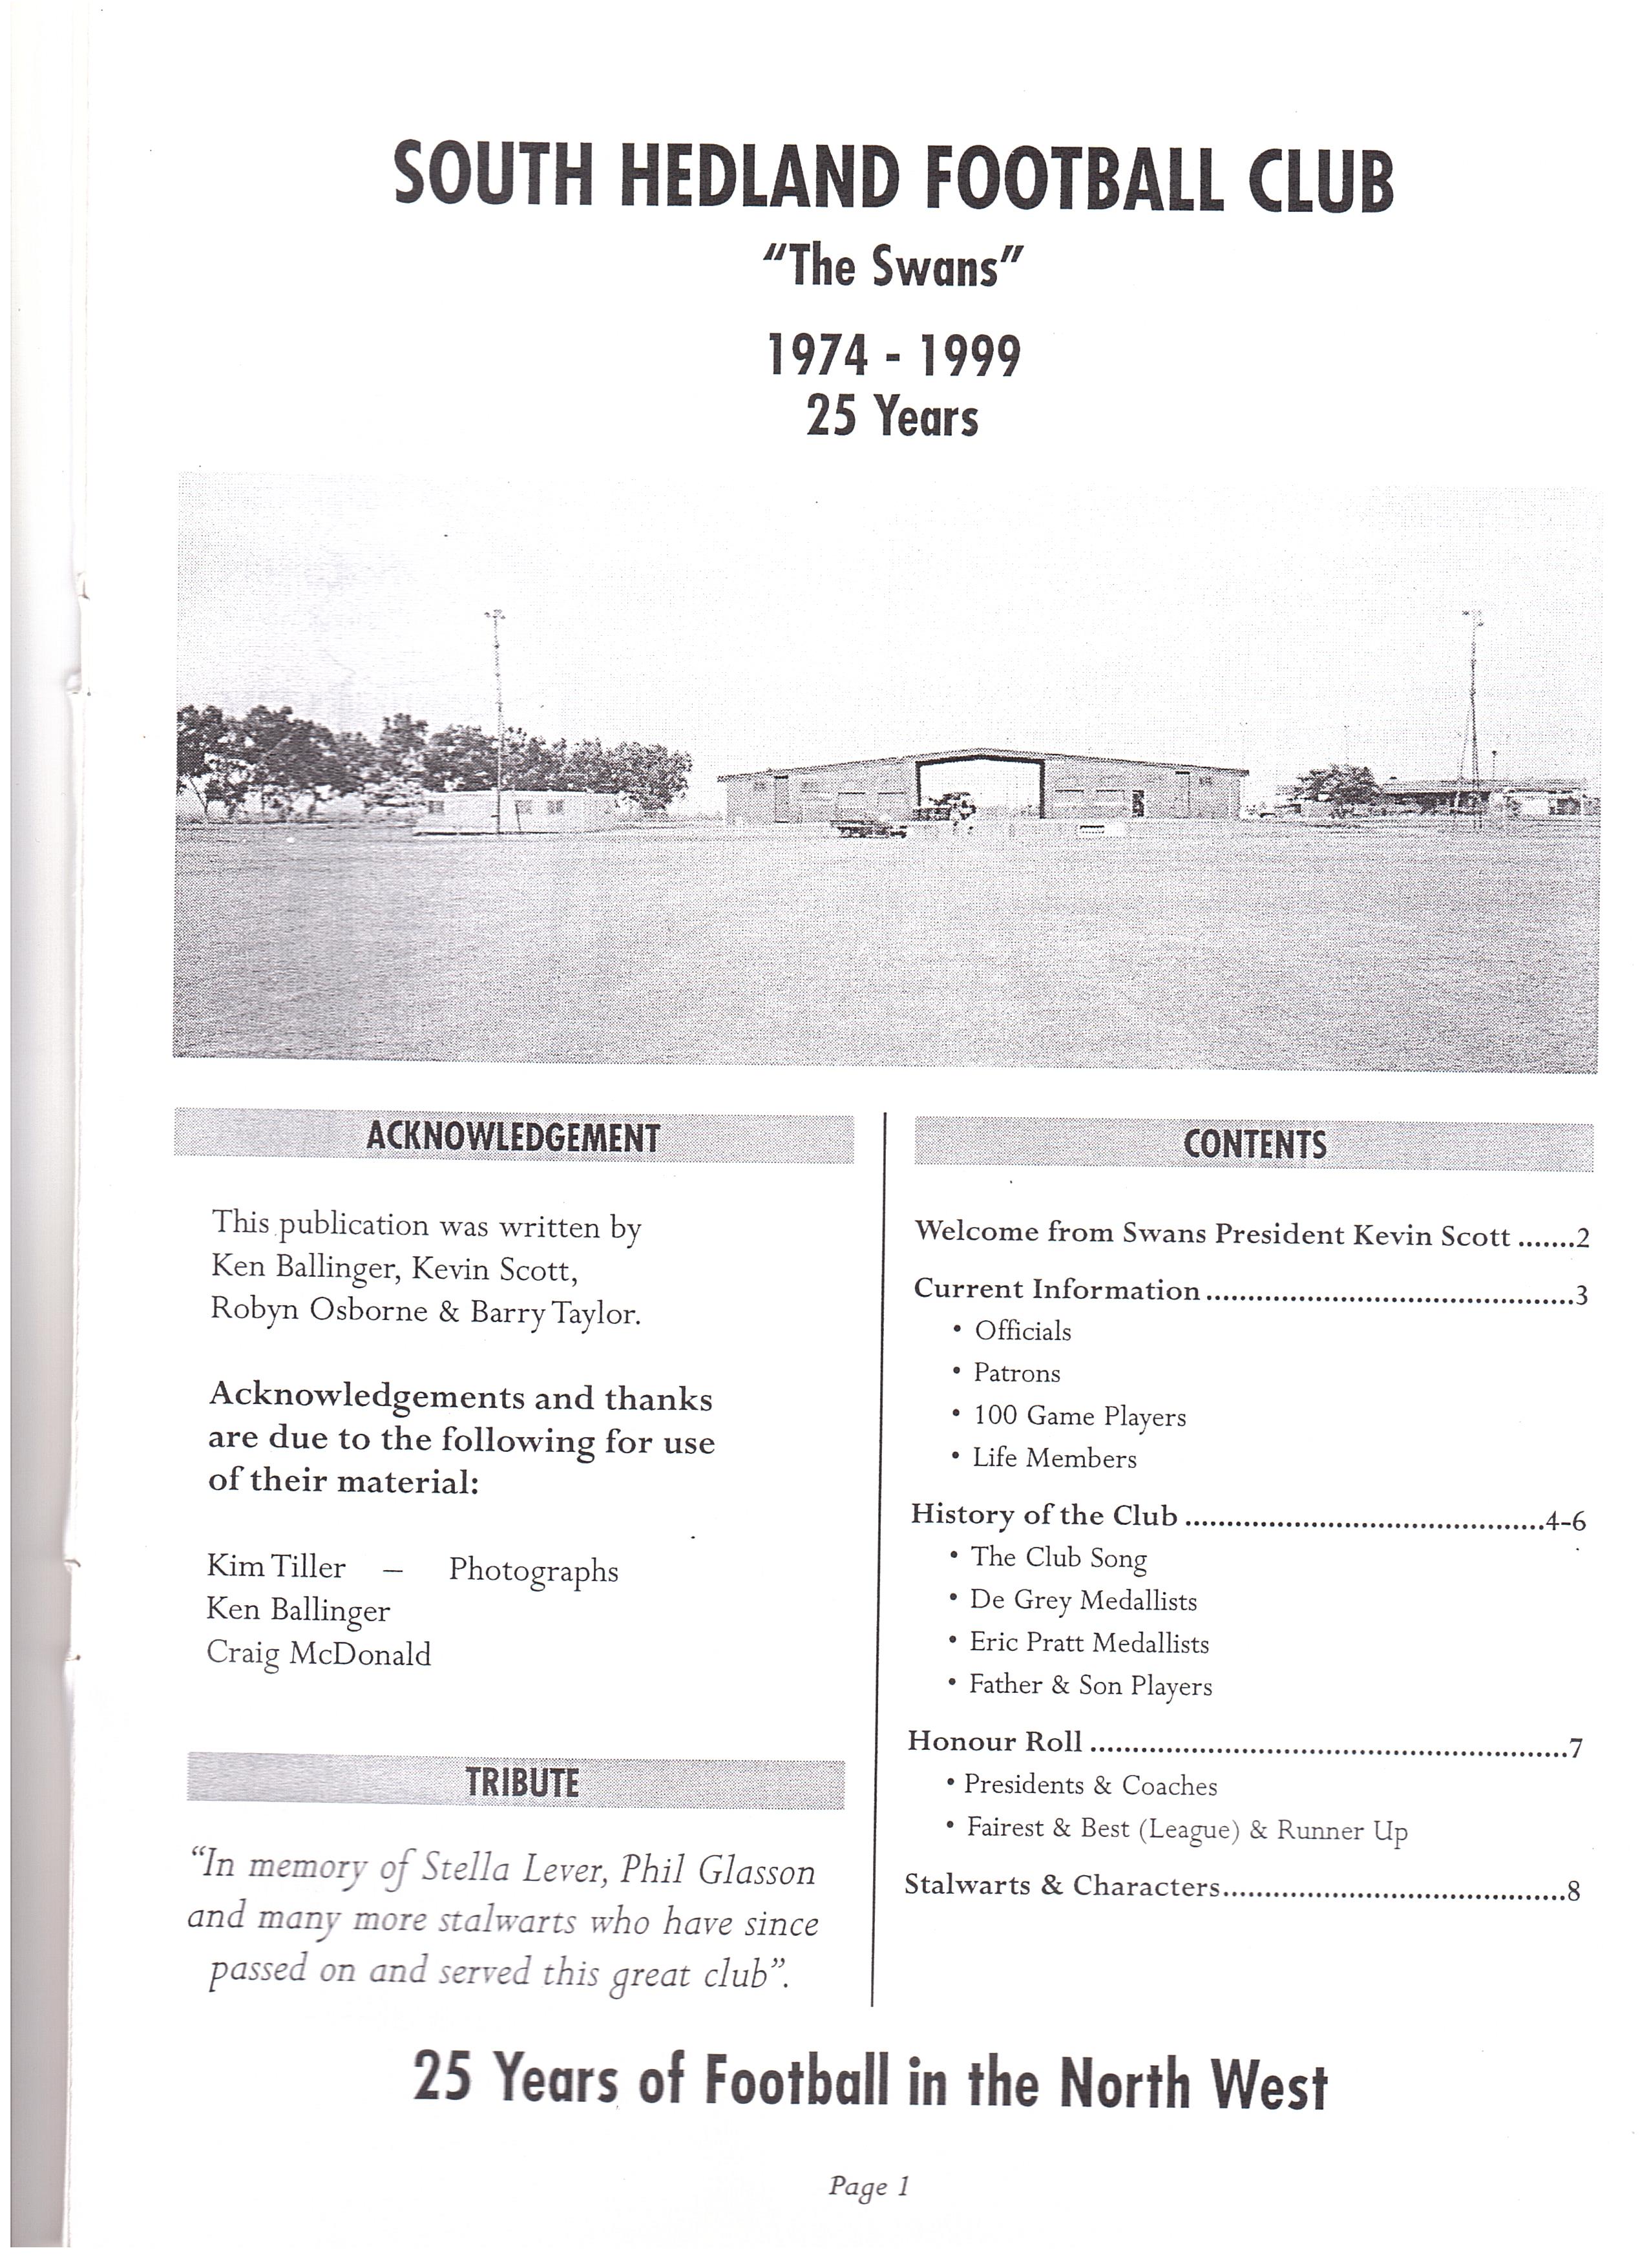 SOUTH HEDLAND FOOTBALL CLUB
“The Swans”
1974 - 1999
25 Years
ACKNOWLEDGEMENT
This publication was written by
Ken Ballinger, Kevin Scott,
Robyn Osborne & Barry Taylor.
Acknowledgements and thanks
are due to the following for use
of their material:
Kim Tiller – Photographs
Ken Ballinger
Craig McDonald
TRIBUTE
“In memory of Stella Lever, Phil Glasson
and many more stalwarts who have since
passed on and served this great club”.
CONTENTS
Welcome from Swans President Kevin Scott .......2
Current Information ............................................3
• Officials
• Patrons
• 100 Game Players
• Life Members
History of the Club ...........................................4-6
• The Club Song
• De Grey Medallists
• Eric Pratt Medallists
• Father & Son Players
Honour Roll .........................................................7
• Presidents & Coaches
• Fairest & Best (League) & Runner Up
Stalwarts & Characters.........................................8
25 Years of Football in the North West
Page 1